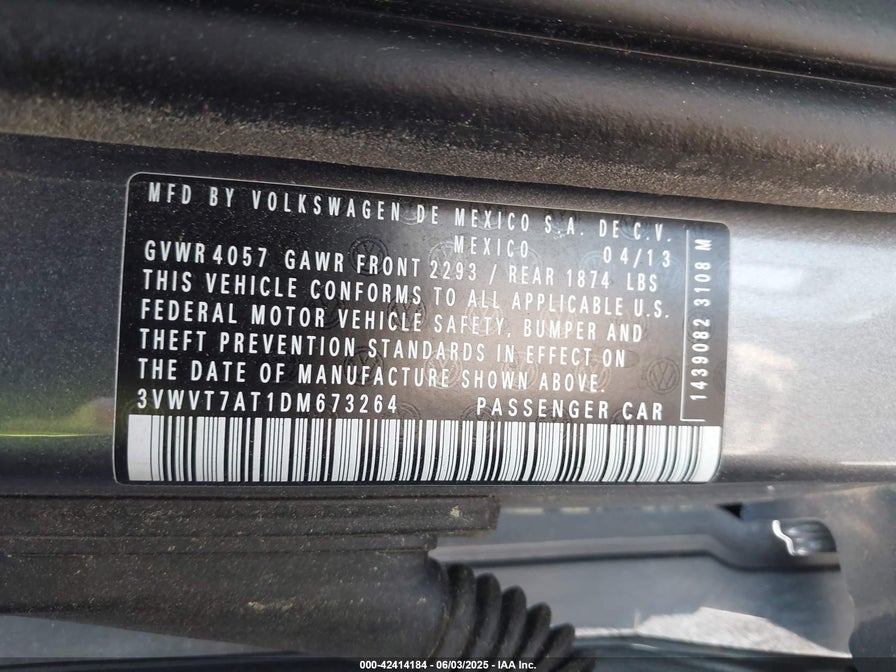 MFD BY VOLKSWAGEN DE MEXICO S.A. DE C.V.
MEXICO 04/13
GVWR 4057 GAWR FRONT 2293 / REAR 1874 LBS
THIS VEHICLE CONFORMS TO ALL APPLICABLE U.S.
FEDERAL MOTOR VEHICLE SAFETY, BUMPER AND
THEFT PREVENTION STANDARDS IN EFFECT ON
THE DATE OF MANUFACTURE SHOWN ABOVE.
3VWVT7AT1DM673264 PASSENGER CAR
1439082 3108 M
000-42414184 - 06/03/2025 - IAA Inc.